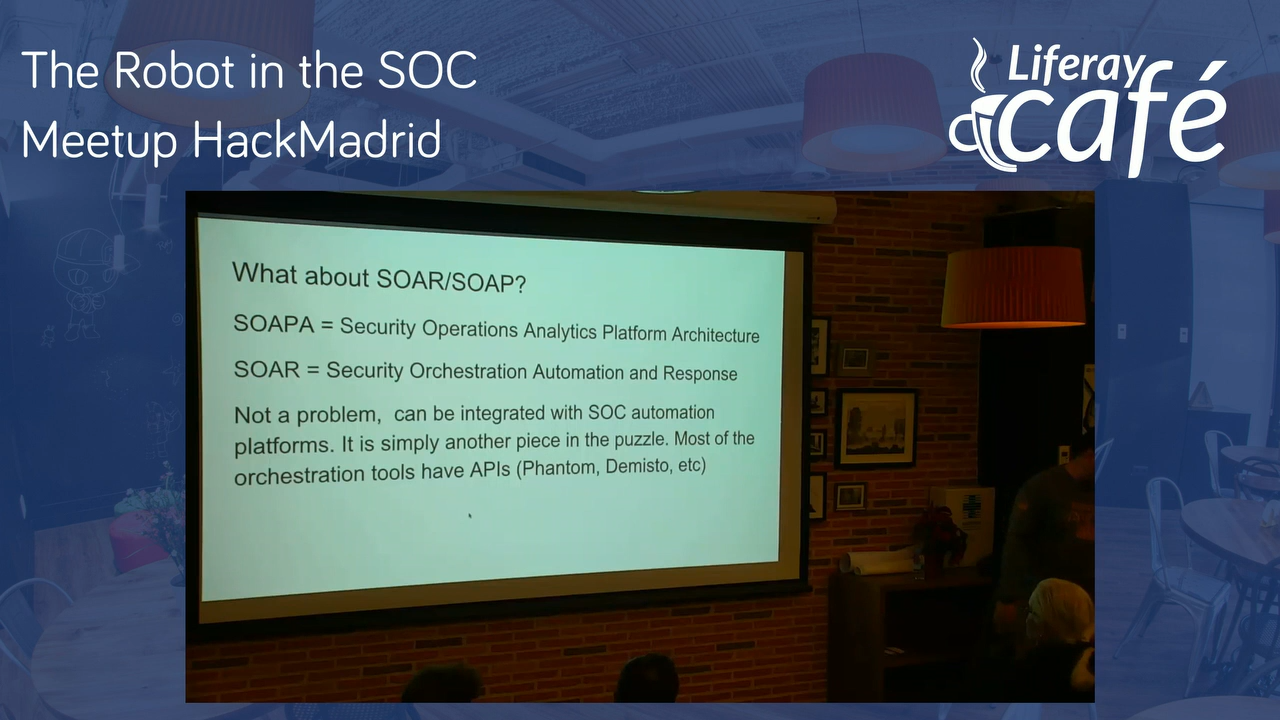 The Robot in the SOC
Meetup HackMadrid
Liferay
café
What about SOAR/SOAP?
SOAPA = Security Operations Analytics Platform Architecture
SOAR = Security Orchestration Automation and Response
Not a problem,  can be integrated with SOC automation
platforms. It is simply another piece in the puzzle. Most of the
orchestration tools have APIs (Phantom, Demisto, etc)